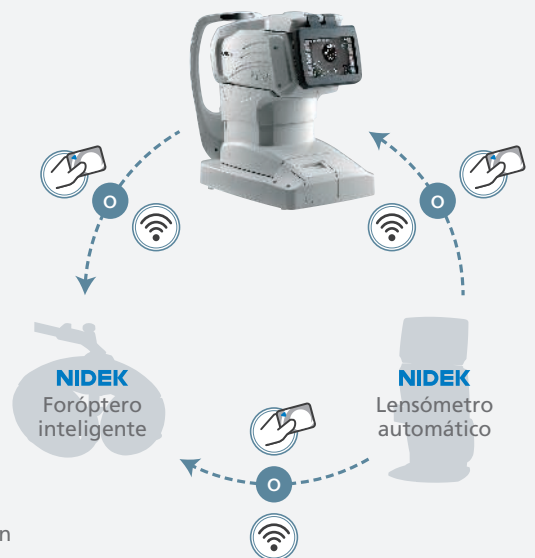 O
O
NIDEK
Foróptero
inteligente
NIDEK
Lensómetro
automático
O
n